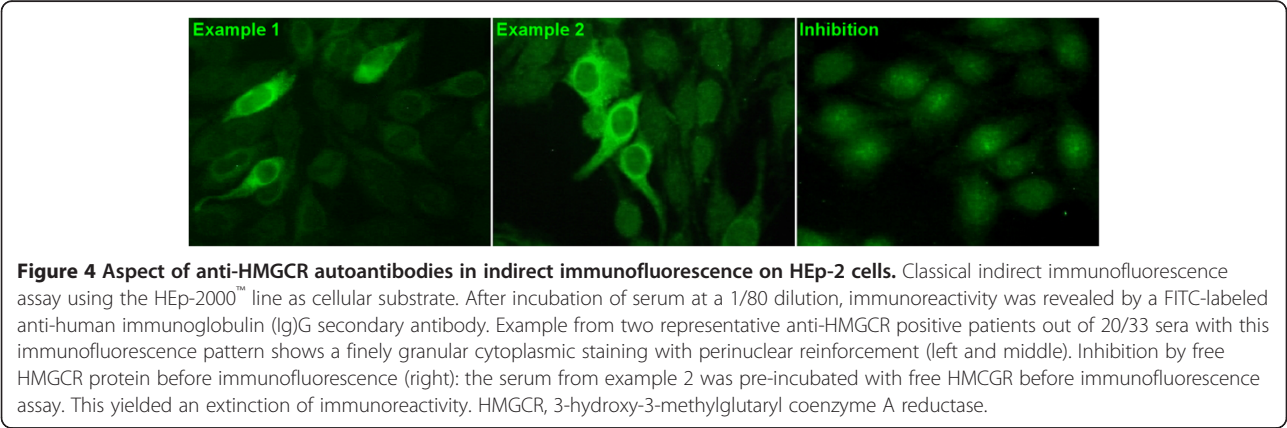 Example 1
Example 2
Inhibition
Figure 4 Aspect of anti-HMGCR autoantibodies in indirect immunofluorescence on HEp-2 cells. Classical indirect immunofluorescence
assay using the HEp-2000™ line as cellular substrate. After incubation of serum at a 1/80 dilution, immunoreactivity was revealed by a FITC-labeled
anti-human immunoglobulin (Ig)G secondary antibody. Example from two representative anti-HMGCR positive patients out of 20/33 sera with this
immunofluorescence pattern shows a finely granular cytoplasmic staining with perinuclear reinforcement (left and middle). Inhibition by free
HMGCR protein before immunofluorescence (right): the serum from example 2 was pre-incubated with free HMCGR before immunofluorescence
assay. This yielded an extinction of immunoreactivity. HMGCR, 3-hydroxy-3-methylglutaryl coenzyme A reductase.